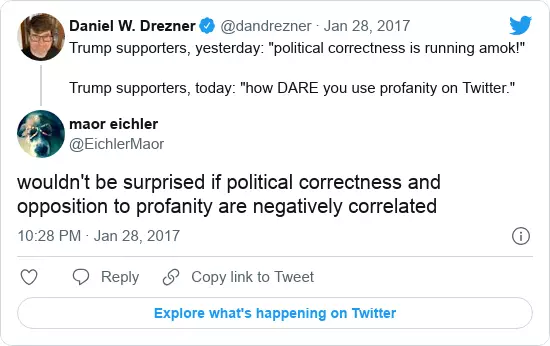 Daniel W. Drezner @dandrezner · Jan 28, 2017
Trump supporters, yesterday: "political correctness is running amok!"
Trump supporters, today: "how DARE you use profanity on Twitter."
maor eichler
@EichlerMaor
wouldn't be surprised if political correctness and
opposition to profanity are negatively correlated
10:28 PM · Jan 28, 2017
Reply Copy link to Tweet
Explore what's happening on Twitter